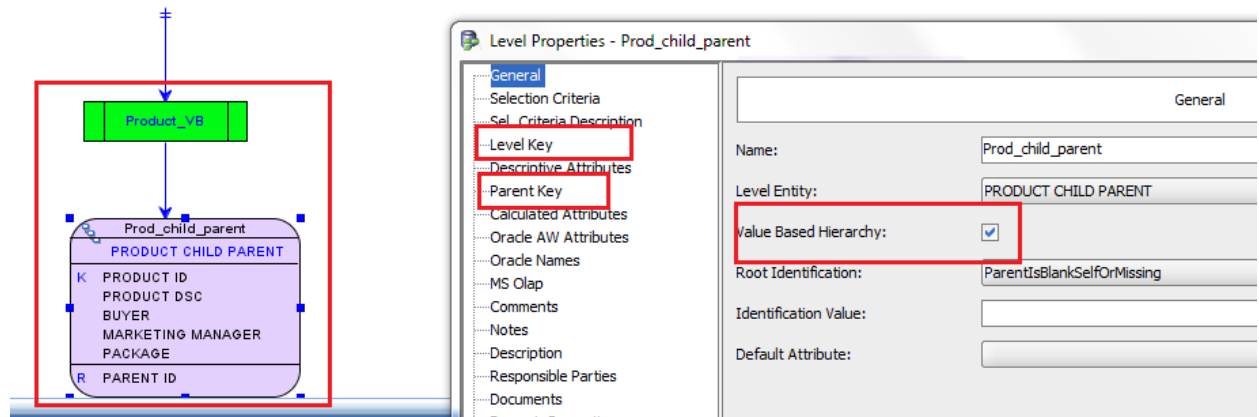 Product_VB
Prod_child_parent
PRODUCT CHILD PARENT
K PRODUCT ID
PRODUCT DSC
BUYER
MARKETING MANAGER
PACKAGE
R PARENT ID
Level Properties - Prod_child_parent
General
Selection Criteria
Sel. Criteria Description
Level Key
Descriptive Attributes
Parent Key
Calculated Attributes
Oracle AW Attributes
Oracle Names
MS Olap
Comments
Notes
Description
Responsible Parties
Documents
General
Name: Prod_child_parent
Level Entity: PRODUCT CHILD PARENT
Value Based Hierarchy:
Root Identification: ParentIsBlankSelfOrMissing
Identification Value:
Default Attribute: